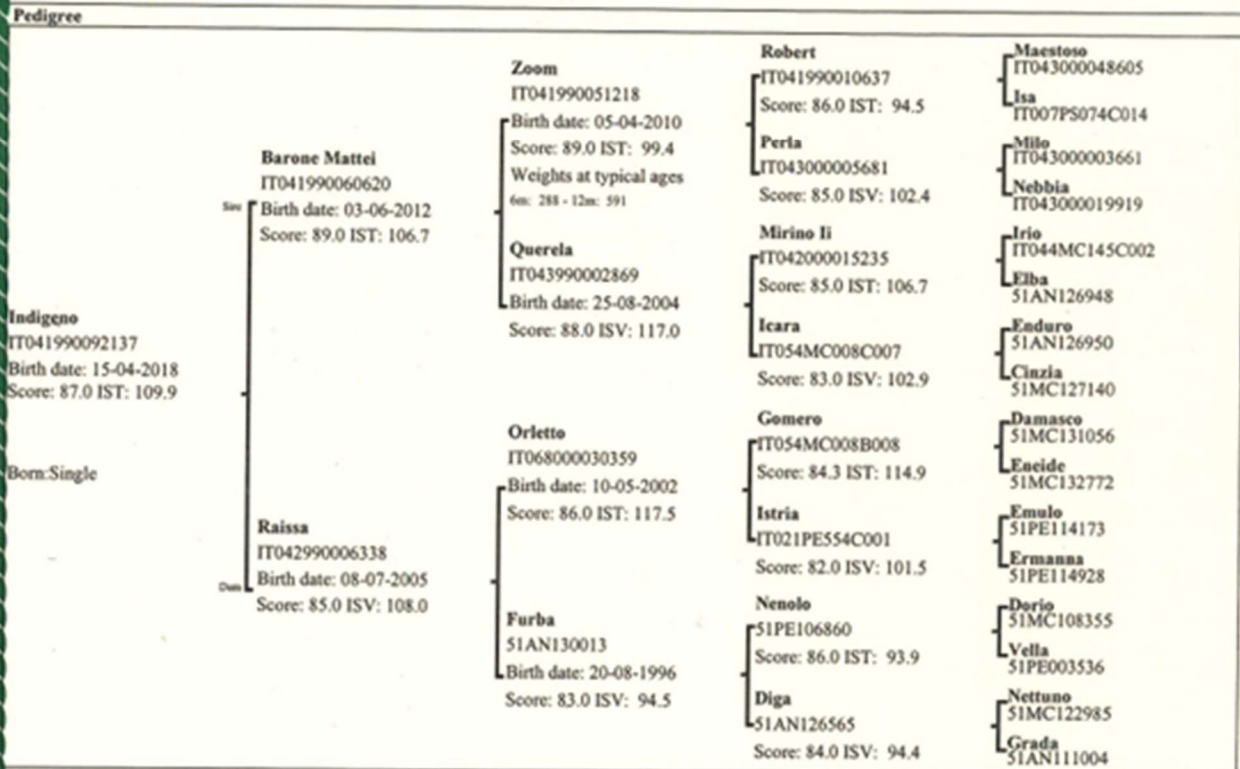 Pedigree
Indigeno
IT041990092137
Birth date: 15-04-2018
Score: 87.0 IST: 109.9
Born:Single
Sire
Barone Mattei
IT041990060620
Birth date: 03-06-2012
Score: 89.0 IST: 106.7
Dam
Raissa
IT042990006338
Birth date: 08-07-2005
Score: 85.0 ISV: 108.0
Zoom
IT041990051218
Birth date: 05-04-2010
Score: 89.0 IST: 99.4
Weights at typical ages
6m: 288 - 12m: 591
Querela
IT043990002869
Birth date: 25-08-2004
Score: 88.0 ISV: 117.0
Orletto
IT068000030359
Birth date: 10-05-2002
Score: 86.0 IST: 117.5
Furba
51AN130013
Birth date: 20-08-1996
Score: 83.0 ISV: 94.5
Robert
IT041990010637
Score: 86.0 IST: 94.5
Perla
IT043000005681
Score: 85.0 ISV: 102.4
Mirino Ii
IT042000015235
Score: 85.0 IST: 106.7
Icara
IT054MC008C007
Score: 83.0 ISV: 102.9
Gomero
IT054MC008B008
Score: 84.3 IST: 114.9
Istria
IT021PE554C001
Score: 82.0 ISV: 101.5
Nenolo
51PE106860
Score: 86.0 IST: 93.9
Diga
51AN126565
Score: 84.0 ISV: 94.4
Maestoso
IT043000048605
Isa
IT007PS074C014
Milo
IT043000003661
Nebbia
IT043000019919
Irio
IT044MC145C002
Elba
51AN126948
Enduro
51AN126950
Cinzia
51MC127140
Damasco
51MC131056
Eneide
51MC132772
Emulo
51PE114173
Ermanna
51PE114928
Dorio
51MC108355
Vella
51PE003536
Nettuno
51MC122985
Grada
51AN111004